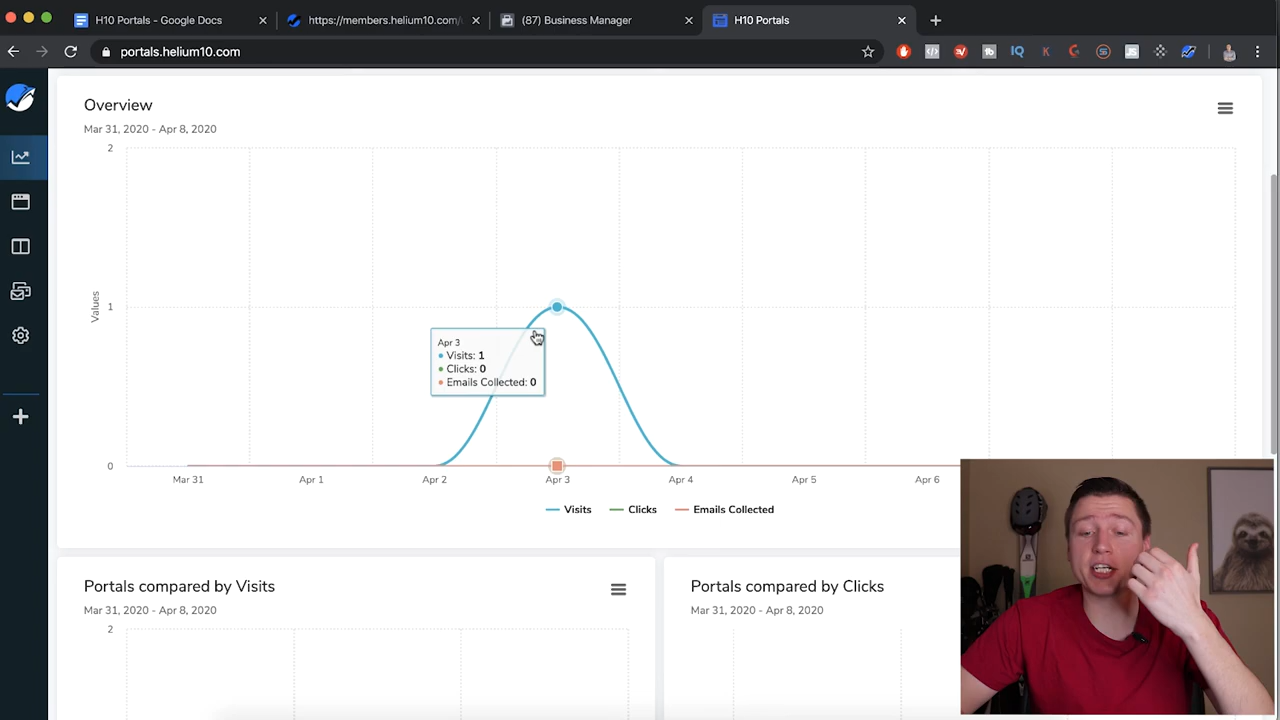 H10 Portals - Google Docs
https://members.helium10.com/
(87) Business Manager
H10 Portals
portals.helium10.com
Overview
Mar 31, 2020 - Apr 8, 2020
2
1
0
Values
Apr 3
Visits: 1
Clicks: 0
Emails Collected: 0
Mar 31
Apr 1
Apr 2
Apr 3
Apr 4
Apr 5
Apr 6
Visits
Clicks
Emails Collected
Portals compared by Visits
Mar 31, 2020 - Apr 8, 2020
2
Portals compared by Clicks
Mar 31, 2020 - Apr 8, 2020